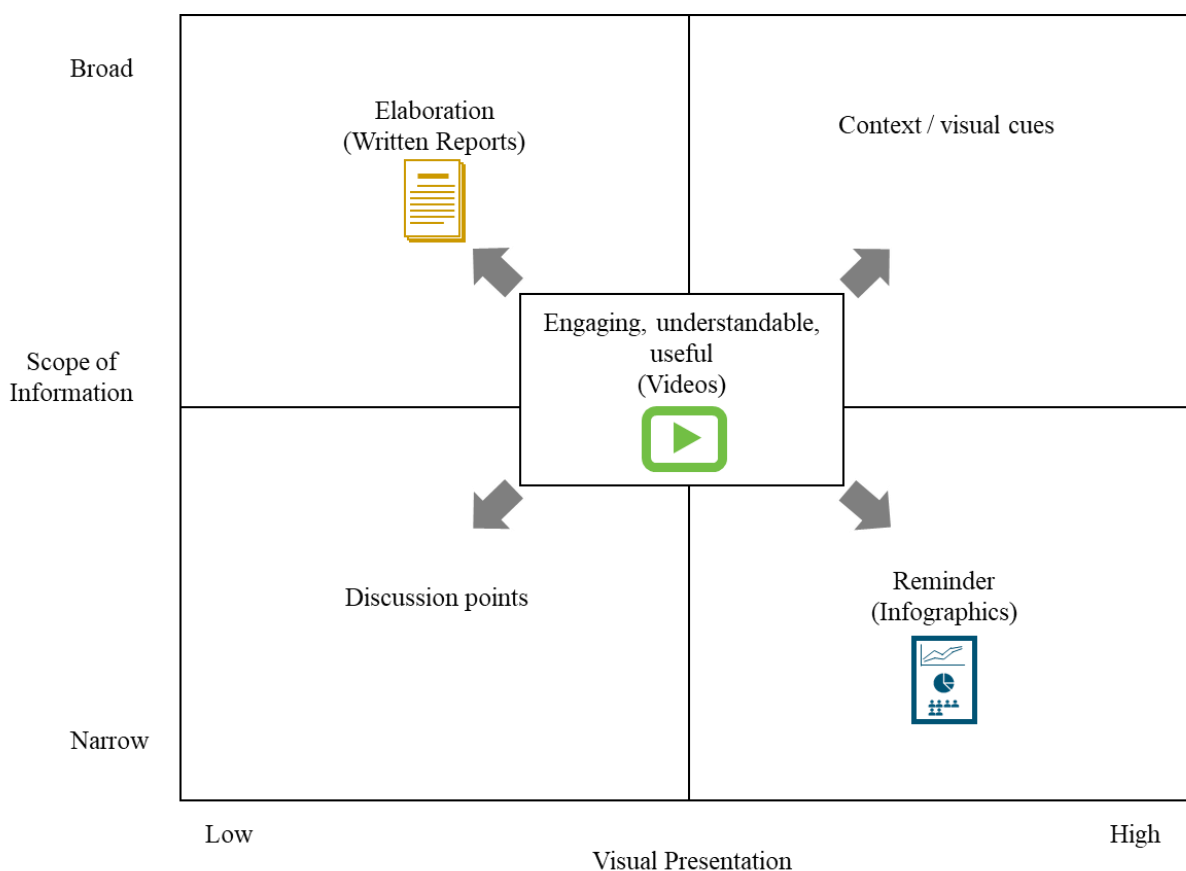 Broad
Elaboration
(Written Reports)
Context / visual cues
Engaging, understandable,
useful
(Videos)
Scope of
Information
Discussion points
Reminder
(Infographics)
Narrow
Low
High
Visual Presentation